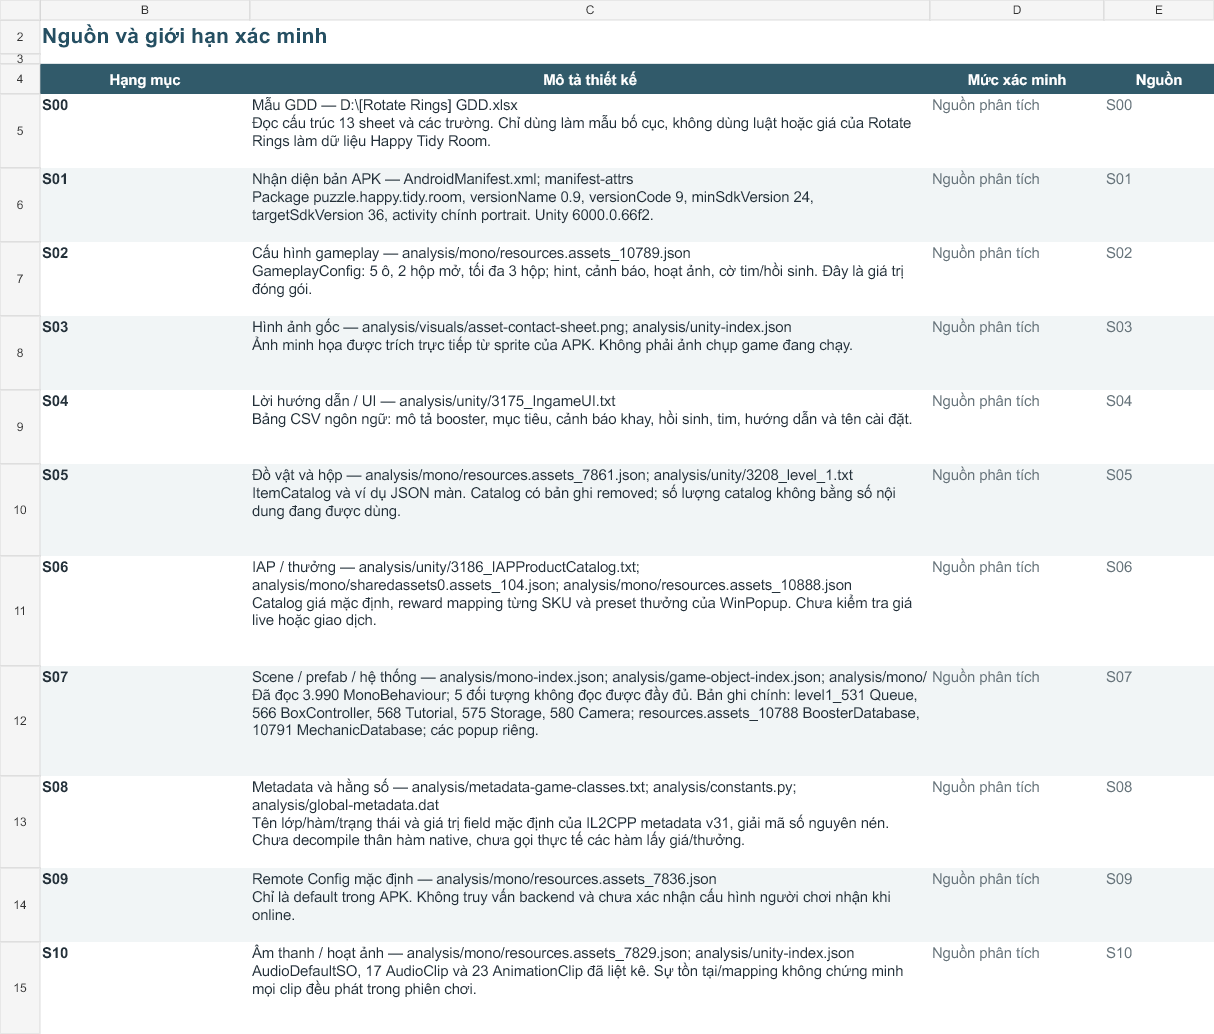 B C D E
2 Nguồn và giới hạn xác minh
3
4 Hạng mục Mô tả thiết kế Mức xác minh Nguồn
5 S00 Mẫu GDD — D:\[Rotate Rings] GDD.xlsx Nguồn phân tích S00
Đọc cấu trúc 13 sheet và các trường. Chỉ dùng làm mẫu bố cục, không dùng luật hoặc giá của Rotate
Rings làm dữ liệu Happy Tidy Room.
6 S01 Nhận diện bản APK — AndroidManifest.xml; manifest-attrs Nguồn phân tích S01
Package puzzle.happy.tidy.room, versionName 0.9, versionCode 9, minSdkVersion 24,
targetSdkVersion 36, activity chính portrait. Unity 6000.0.66f2.
7 S02 Cấu hình gameplay — analysis/mono/resources.assets_10789.json Nguồn phân tích S02
GameplayConfig: 5 ô, 2 hộp mở, tối đa 3 hộp; hint, cảnh báo, hoạt ảnh, cờ tim/hồi sinh. Đây là giá trị
đóng gói.
8 S03 Hình ảnh gốc — analysis/visuals/asset-contact-sheet.png; analysis/unity-index.json Nguồn phân tích S03
Ảnh minh họa được trích trực tiếp từ sprite của APK. Không phải ảnh chụp game đang chạy.
9 S04 Lời hướng dẫn / UI — analysis/unity/3175_IngameUI.txt Nguồn phân tích S04
Bảng CSV ngôn ngữ: mô tả booster, mục tiêu, cảnh báo khay, hồi sinh, tim, hướng dẫn và tên cài đặt.
10 S05 Đồ vật và hộp — analysis/mono/resources.assets_7861.json; analysis/unity/3208_level_1.txt Nguồn phân tích S05
ItemCatalog và ví dụ JSON màn. Catalog có bản ghi removed; số lượng catalog không bằng số nội
dung đang được dùng.
11 S06 IAP / thưởng — analysis/unity/3186_IAPProductCatalog.txt; Nguồn phân tích S06
analysis/mono/sharedassets0.assets_104.json; analysis/mono/resources.assets_10888.json
Catalog giá mặc định, reward mapping từng SKU và preset thưởng của WinPopup. Chưa kiểm tra giá
live hoặc giao dịch.
12 S07 Scene / prefab / hệ thống — analysis/mono-index.json; analysis/game-object-index.json; analysis/mono/ Nguồn phân tích S07
Đã đọc 3.990 MonoBehaviour; 5 đối tượng không đọc được đầy đủ. Bản ghi chính: level1_531 Queue,
566 BoxController, 568 Tutorial, 575 Storage, 580 Camera; resources.assets_10788 BoosterDatabase,
10791 MechanicDatabase; các popup riêng.
13 S08 Metadata và hằng số — analysis/metadata-game-classes.txt; analysis/constants.py; Nguồn phân tích S08
analysis/global-metadata.dat
Tên lớp/hàm/trạng thái và giá trị field mặc định của IL2CPP metadata v31, giải mã số nguyên nén.
Chưa decompile thân hàm native, chưa gọi thực tế các hàm lấy giá/thưởng.
14 S09 Remote Config mặc định — analysis/mono/resources.assets_7836.json Nguồn phân tích S09
Chỉ là default trong APK. Không truy vấn backend và chưa xác nhận cấu hình người chơi nhận khi
online.
15 S10 Âm thanh / hoạt ảnh — analysis/mono/resources.assets_7829.json; analysis/unity-index.json Nguồn phân tích S10
AudioDefaultSO, 17 AudioClip và 23 AnimationClip đã liệt kê. Sự tồn tại/mapping không chứng minh
mọi clip đều phát trong phiên chơi.